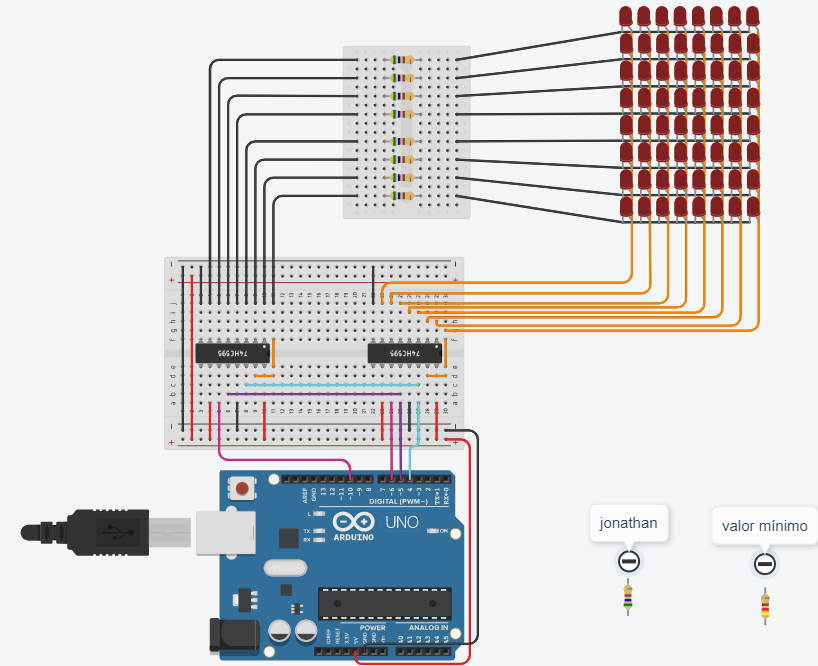 74HC595
74HC595
AREF
GND
13
12
~11
~10
~9
8
7
~6
~5
4
~3
2
TX→1
RX←0
DIGITAL (PWM~)
L
TX
RX
ARDUINO
UNO
ON
IOREF
RESET
3.3V
5V
GND
GND
Vin
POWER
ANALOG IN
A0
A1
A2
A3
A4
A5
jonathan
valor mínimo